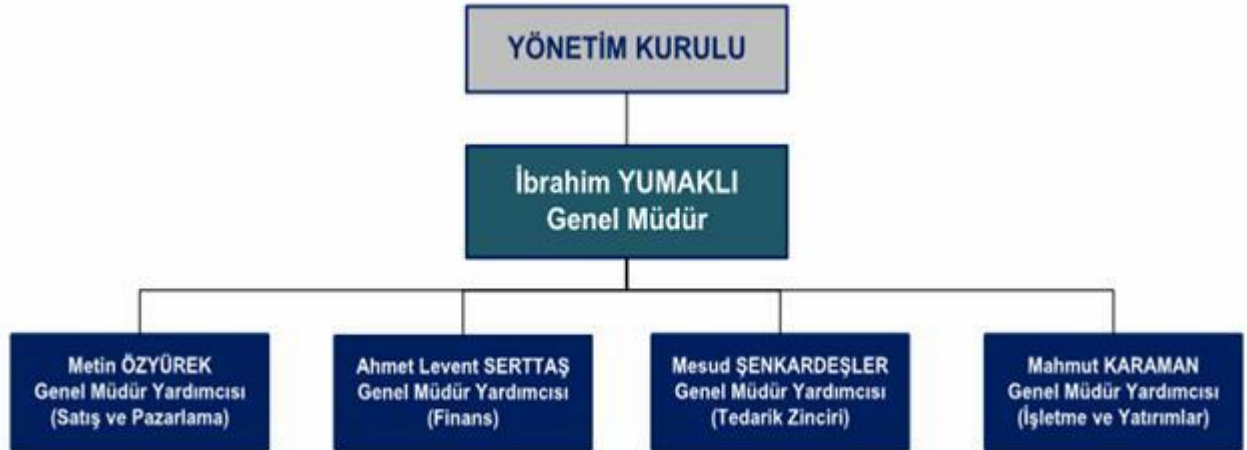 YÖNETİM KURULU
İbrahim YUMAKLI
Genel Müdür
Metin ÖZYÜREK
Genel Müdür Yardımcısı
(Satış ve Pazarlama)
Ahmet Levent SERTTAŞ
Genel Müdür Yardımcısı
(Finans)
Mesud ŞENKARDEŞLER
Genel Müdür Yardımcısı
(Tedarik Zinciri)
Mahmut KARAMAN
Genel Müdür Yardımcısı
(İşletme ve Yatırımlar)